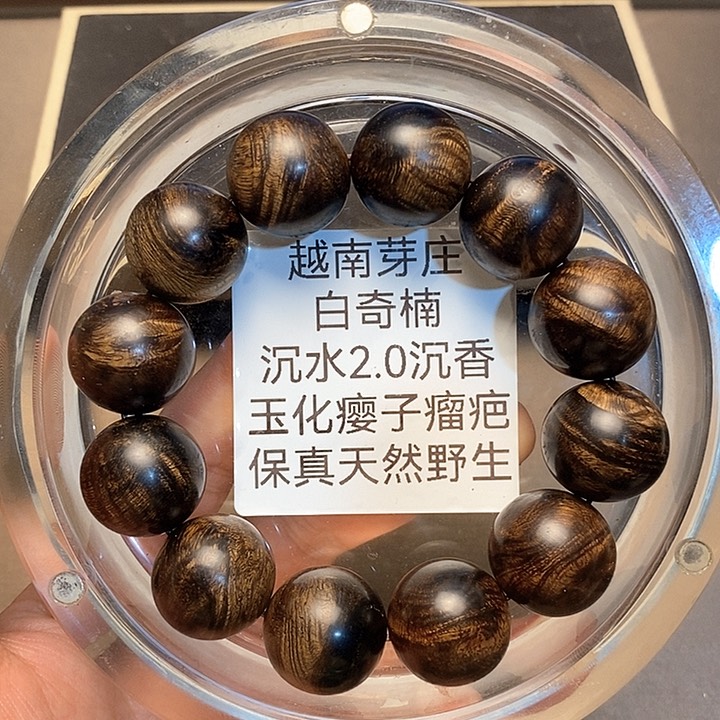 越南芽庄
白奇楠
沉水2.0沉香
玉化瘿子瘤疤
保真天然野生